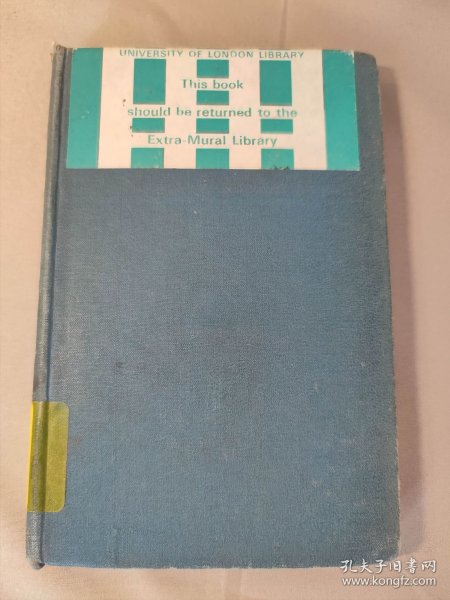 UNIVERSITY OF LONDON LIBRARY
This book
should be returned to the
Extra-Mural Library
孔夫子旧书网
www.kongfz.com